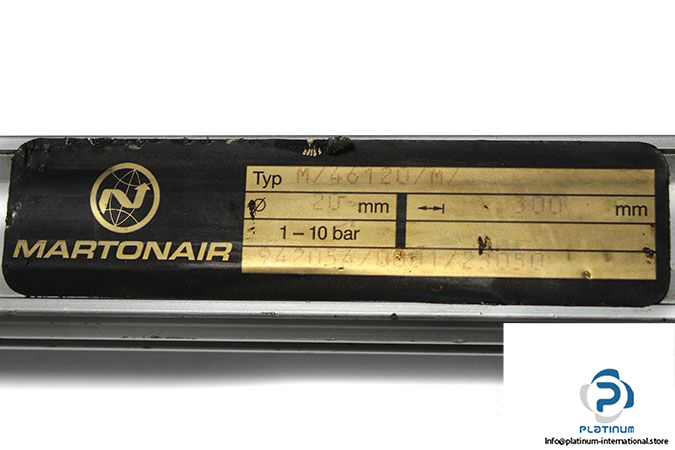 MARTONAIR
Typ M/46120/M/
Ø 20 mm ↔ 300 mm
1 – 10 bar
PLATINUM
Info@platinum-international.store